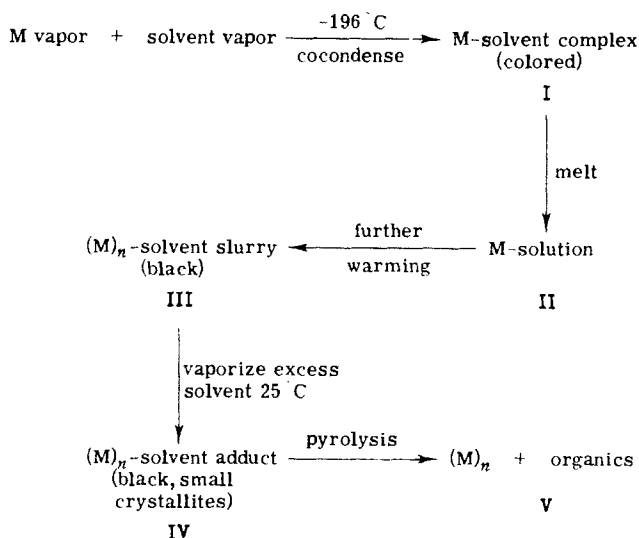 M vapor + solvent vapor
-196 °C
cocondense
M-solvent complex
(colored)
I
melt
M-solution
II
further
warming
(M)n-solvent slurry
(black)
III
vaporize excess
solvent 25 °C
(M)n-solvent adduct
(black, small
crystallites)
IV
pyrolysis
(M)n + organics
V